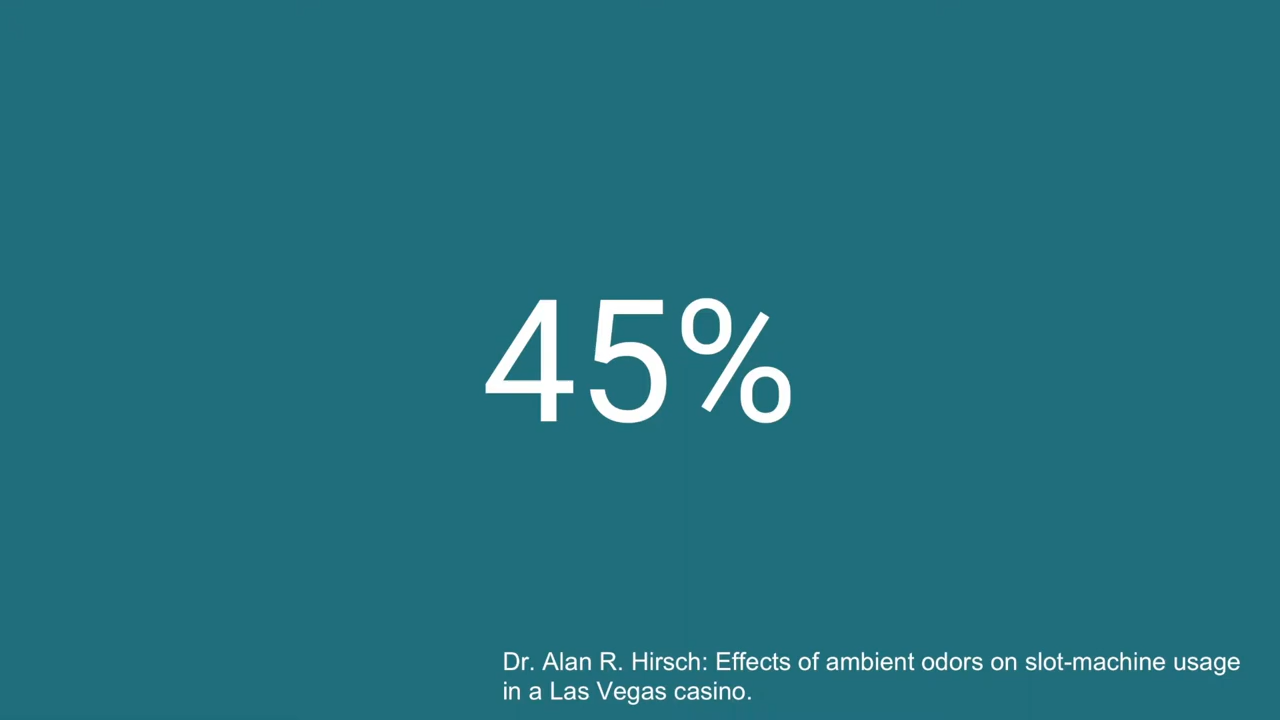 45%
Dr. Alan R. Hirsch: Effects of ambient odors on slot-machine usage
in a Las Vegas casino.